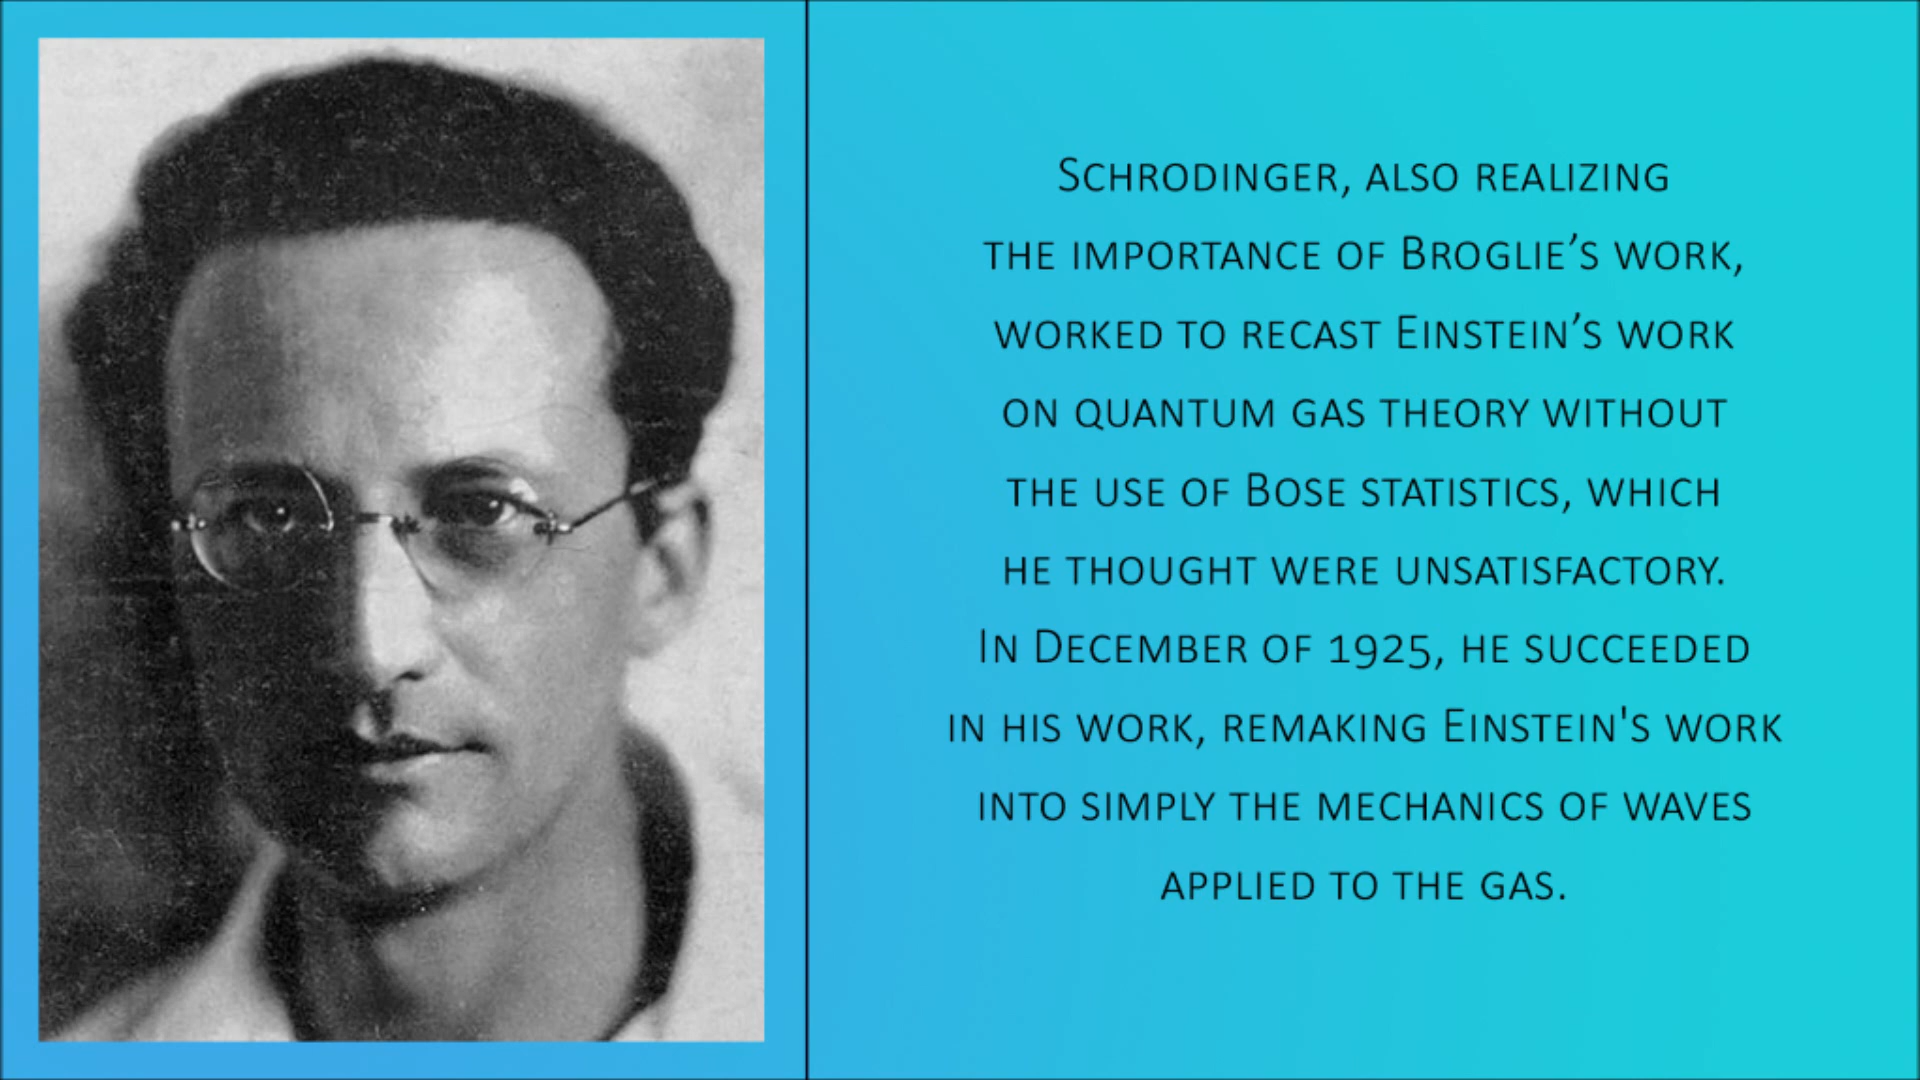 Schrodinger, also realizing
the importance of Broglie’s work,
worked to recast Einstein’s work
on quantum gas theory without
the use of Bose statistics, which
he thought were unsatisfactory.
In December of 1925, he succeeded
in his work, remaking Einstein's work
into simply the mechanics of waves
applied to the gas.